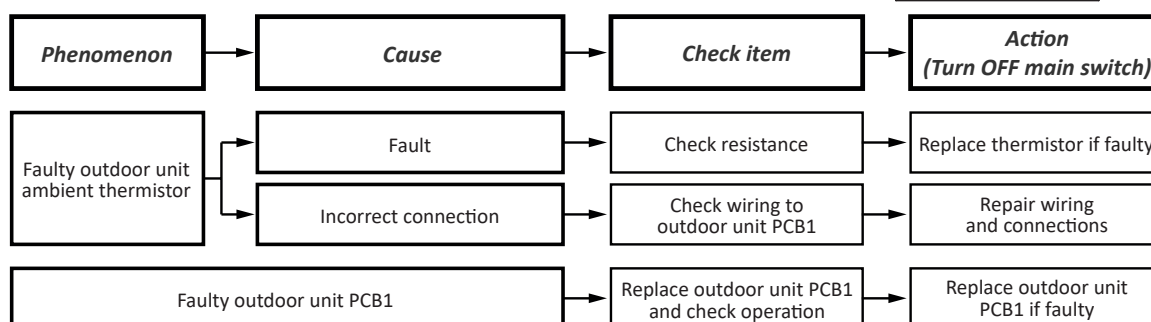 Phenomenon
Cause
Check item
Action
(Turn OFF main switch)
Faulty outdoor unit
ambient thermistor
Fault
Check resistance
Replace thermistor if faulty
Incorrect connection
Check wiring to
outdoor unit PCB1
Repair wiring
and connections
Faulty outdoor unit PCB1
Replace outdoor unit PCB1
and check operation
Replace outdoor unit
PCB1 if faulty